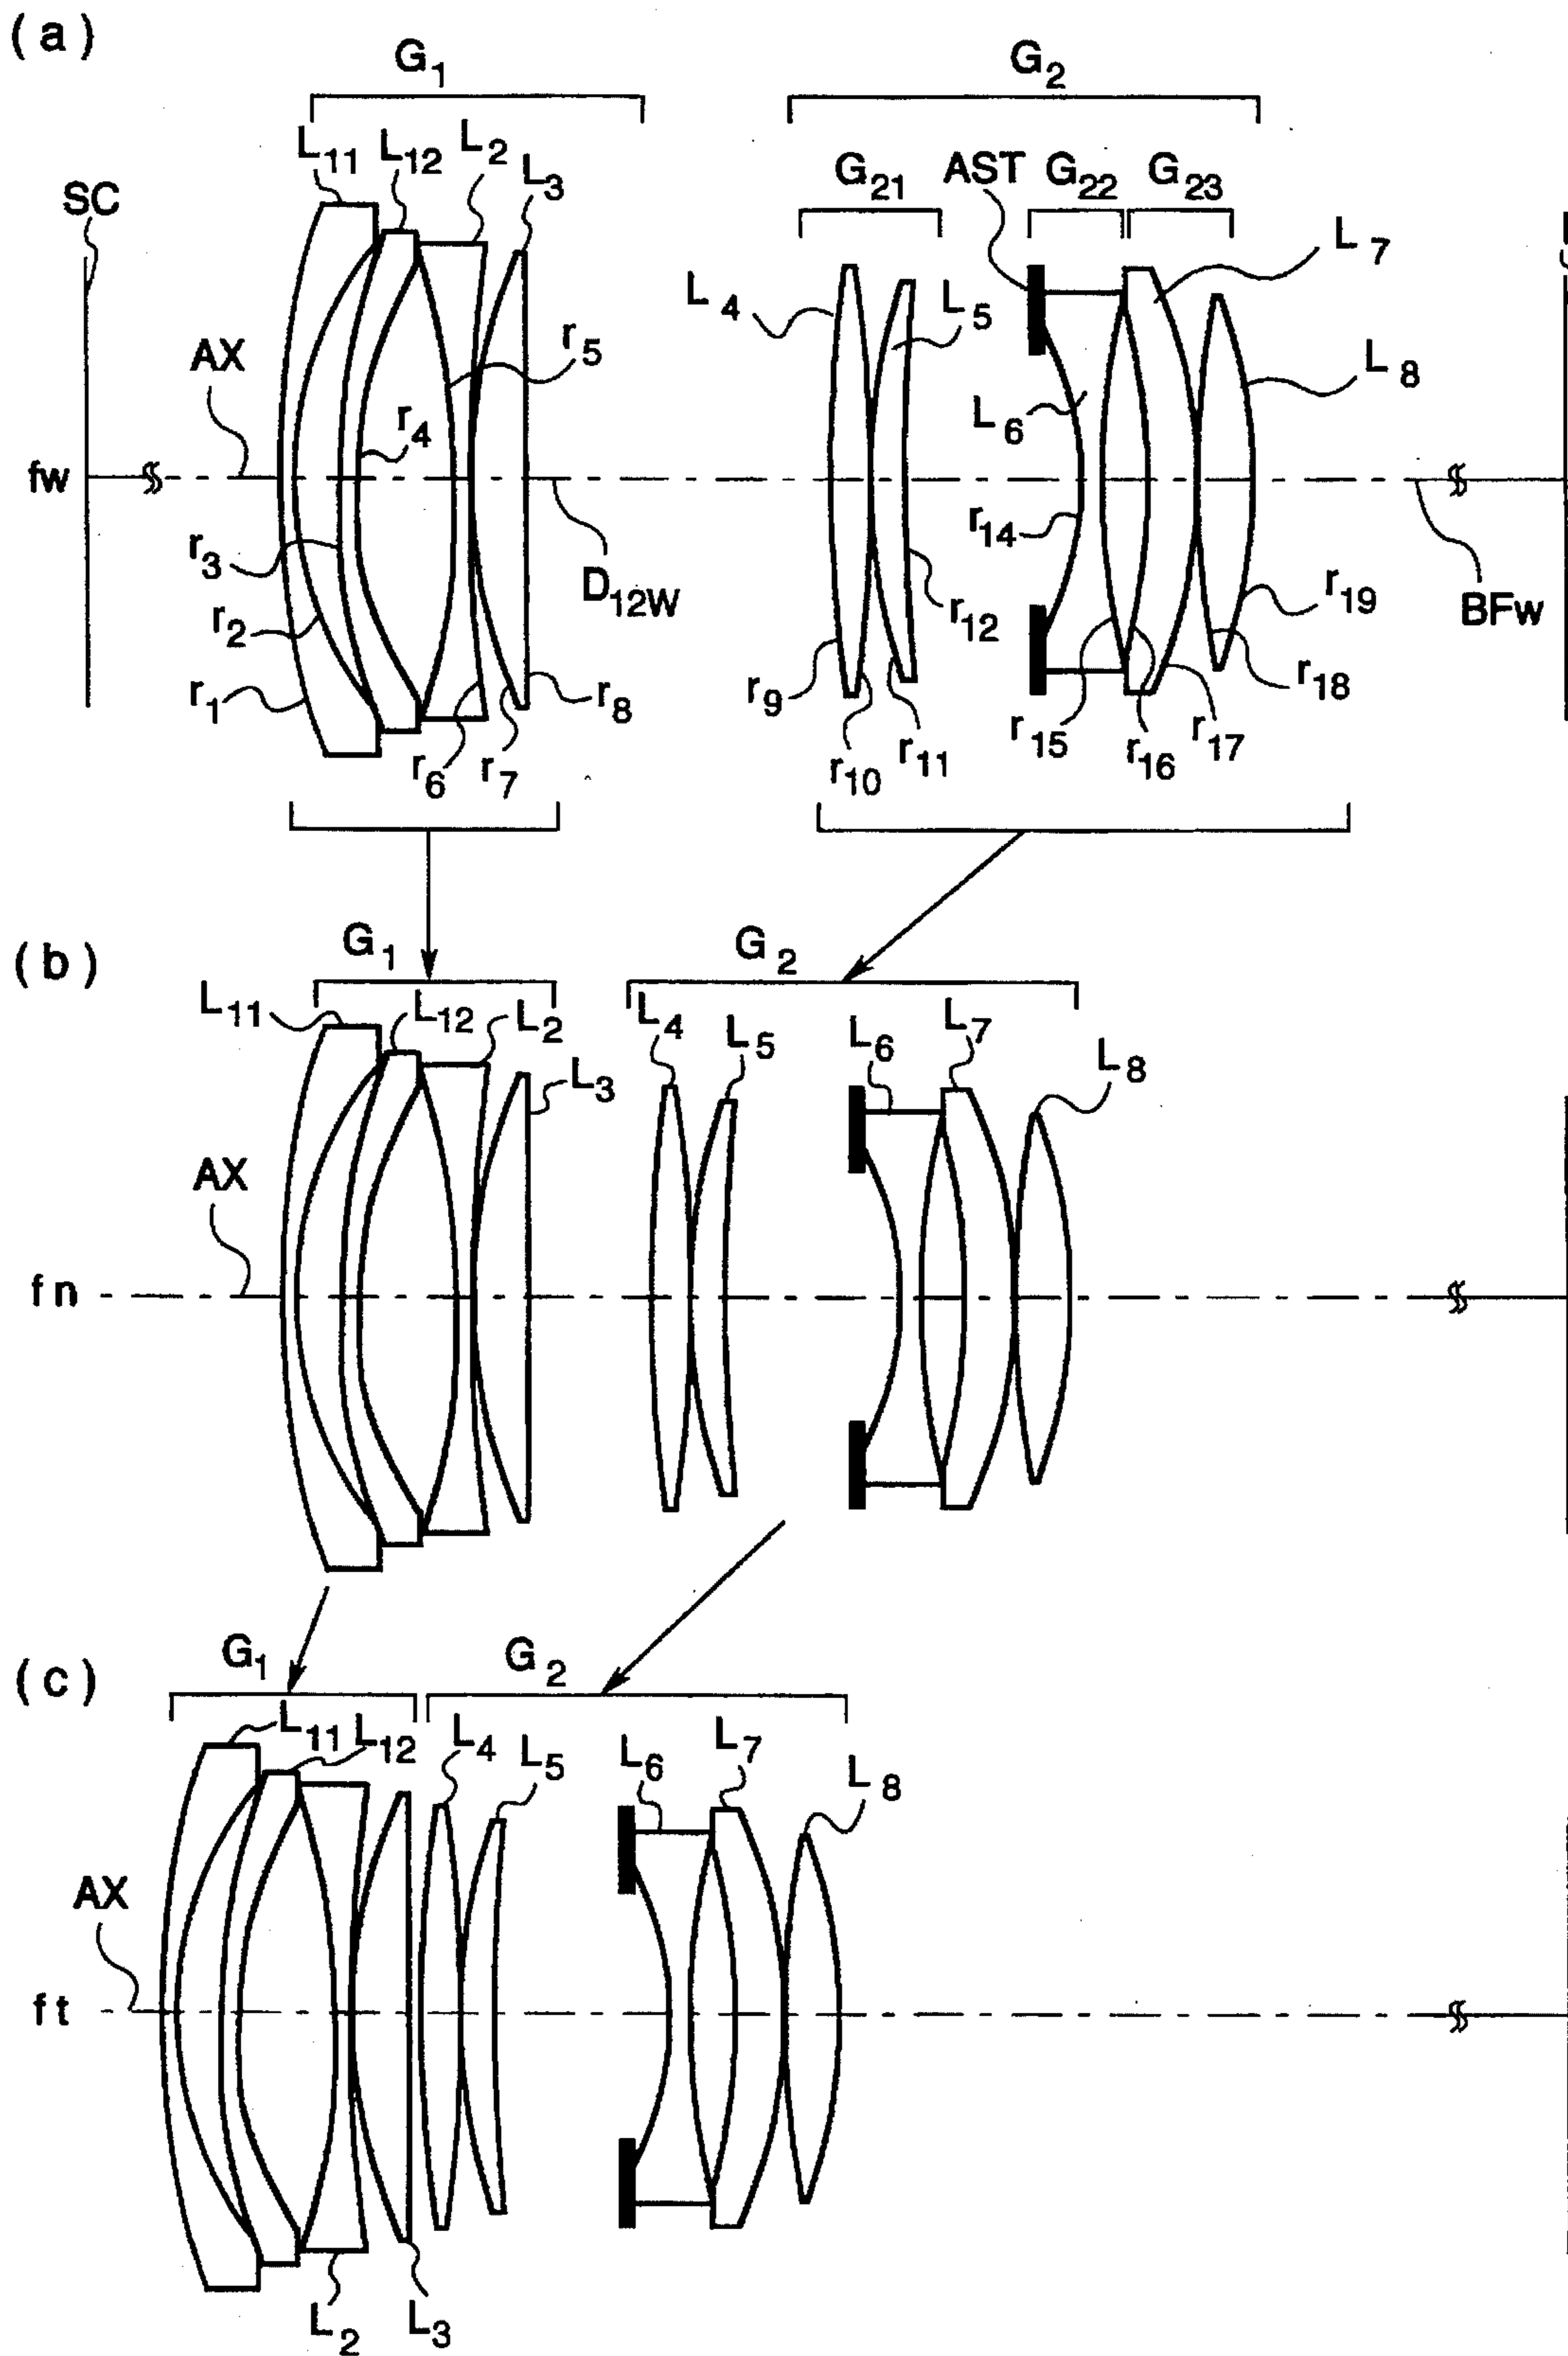 (a)
G1 G2
L11 L12 L2 L3
G21 AST G22 G23
SC
L4 L5 L7
AX r5 L8
r4 L6
fw
r3 r14
D12W r12 r19 BFw
r2 r18
r1 r8 r9 r15 r17
r6 r7 r10 r11 r16
(b)
G1 G2
L11 L12 L2 L4 L5 L6 L7
L3 L8
AX
fn
(c)
G1 G2
L11 L12 L4 L5 L6 L7
L8
AX
ft
L2 L3